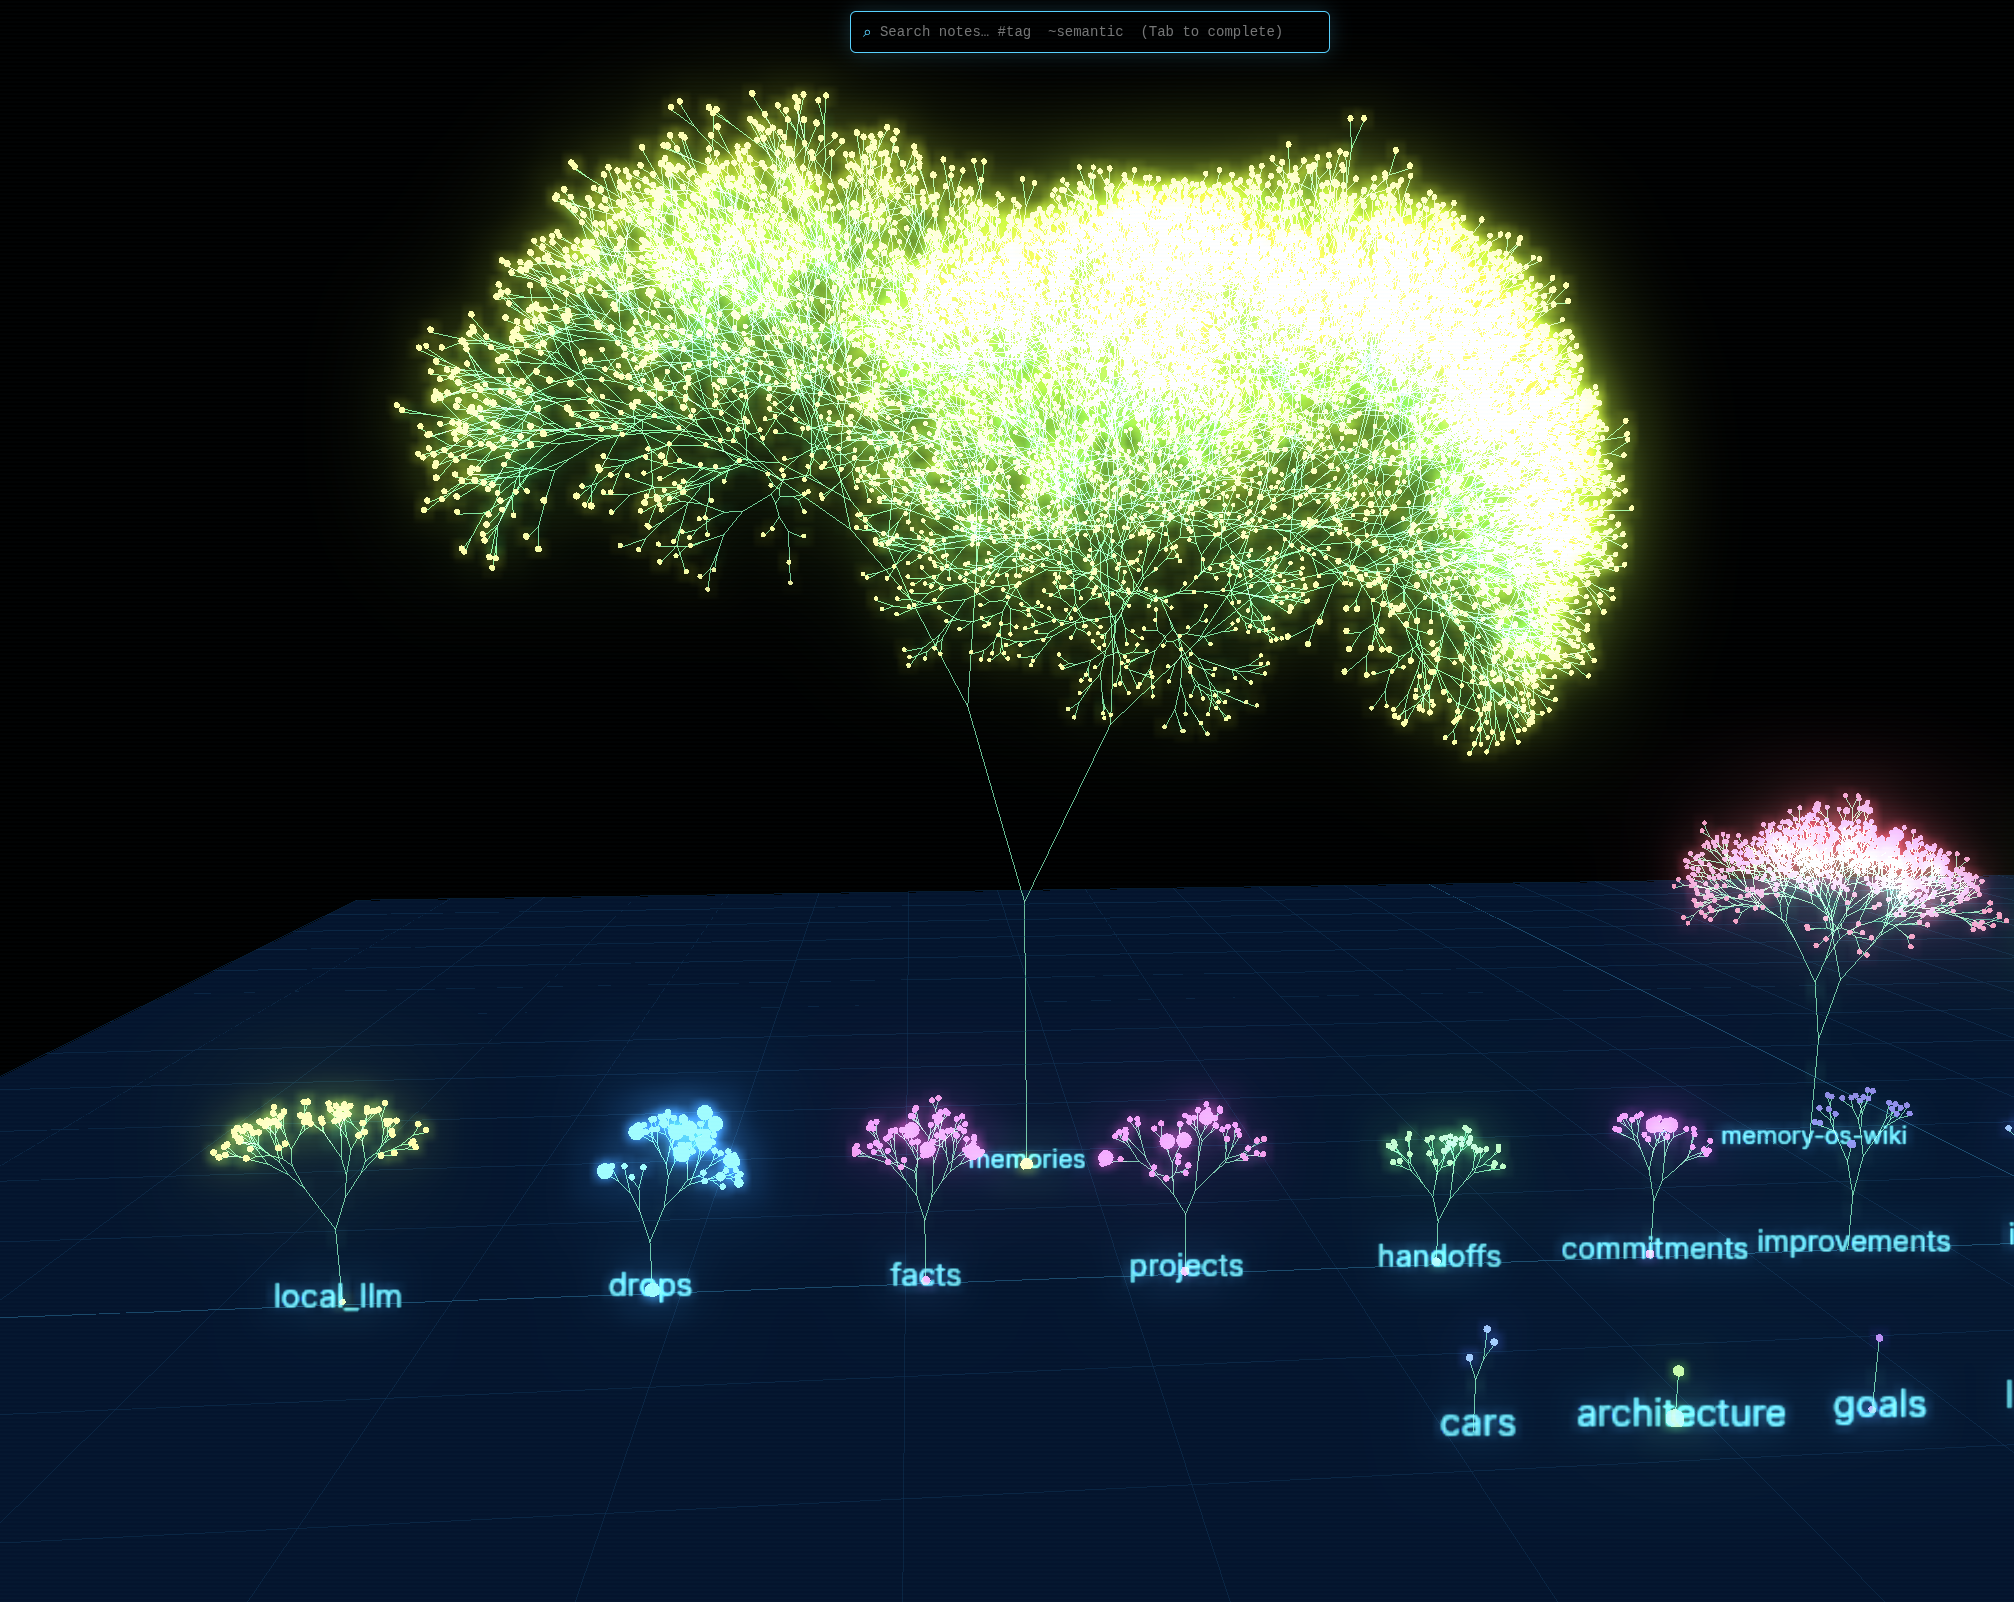 Search notes… #tag ~semantic (Tab to complete)
memory-os-wiki
memories
local_llm
drops
facts
projects
handoffs
commitments
improvements
cars
architecture
goals